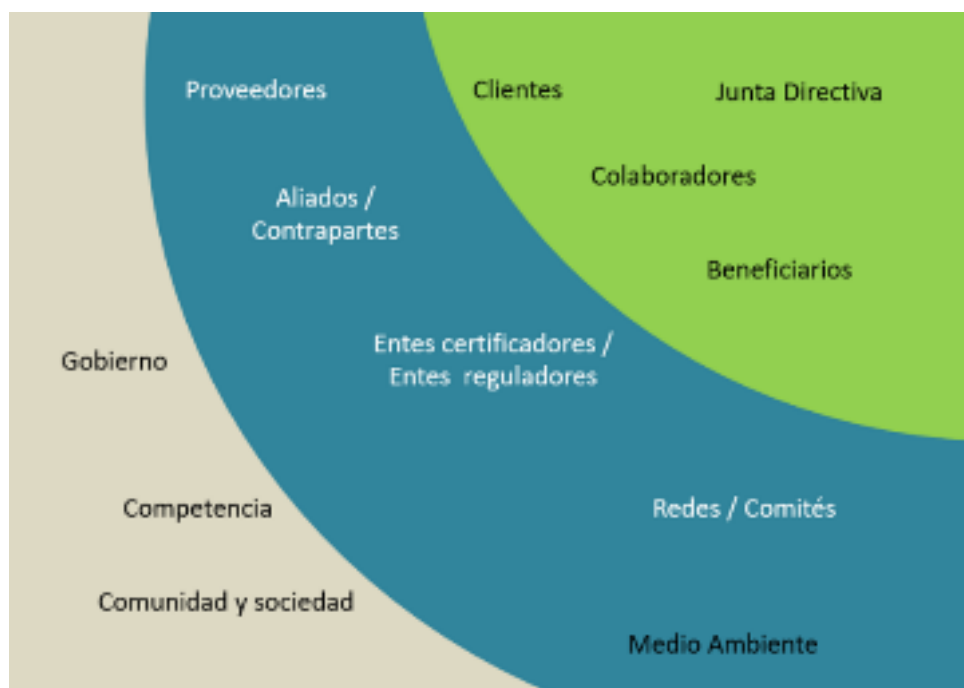 Proveedores
Clientes
Junta Directiva
Colaboradores
Aliados /
Contrapartes
Beneficiarios
Entes certificadores /
Entes reguladores
Gobierno
Competencia
Redes / Comités
Comunidad y sociedad
Medio Ambiente